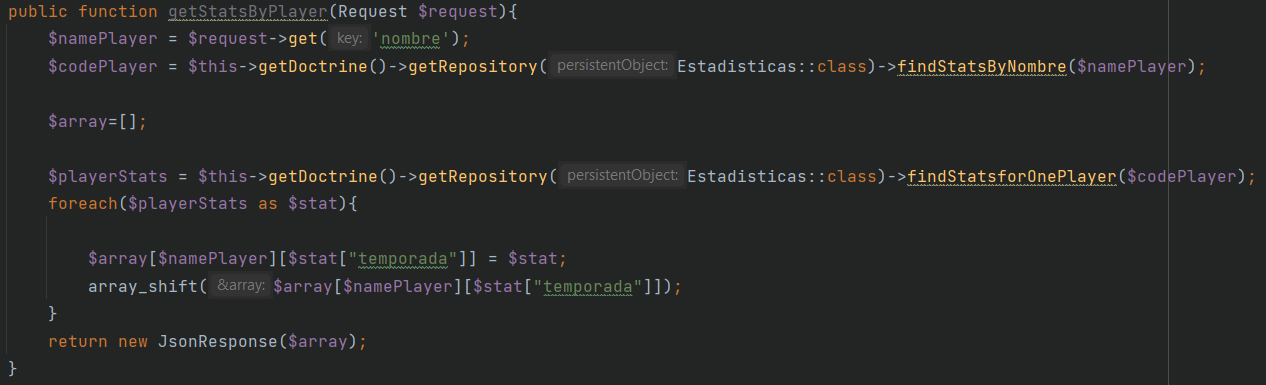 public function getStatsByPlayer(Request $request){
$namePlayer = $request->get( key: 'nombre');
$codePlayer = $this->getDoctrine()->getRepository( persistentObject: Estadisticas::class)->findStatsByNombre($namePlayer);
$array=[];
$playerStats = $this->getDoctrine()->getRepository( persistentObject: Estadisticas::class)->findStatsforOnePlayer($codePlayer);
foreach($playerStats as $stat){
$array[$namePlayer][$stat["temporada"]] = $stat;
array_shift( &array: $array[$namePlayer][$stat["temporada"]]);
}
return new JsonResponse($array);
}